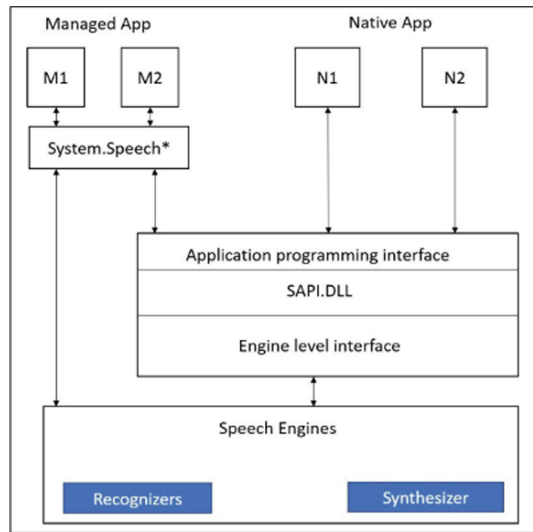 Managed App
Native App
M1
M2
N1
N2
System.Speech*
Application programming interface
SAPI.DLL
Engine level interface
Speech Engines
Recognizers
Synthesizer